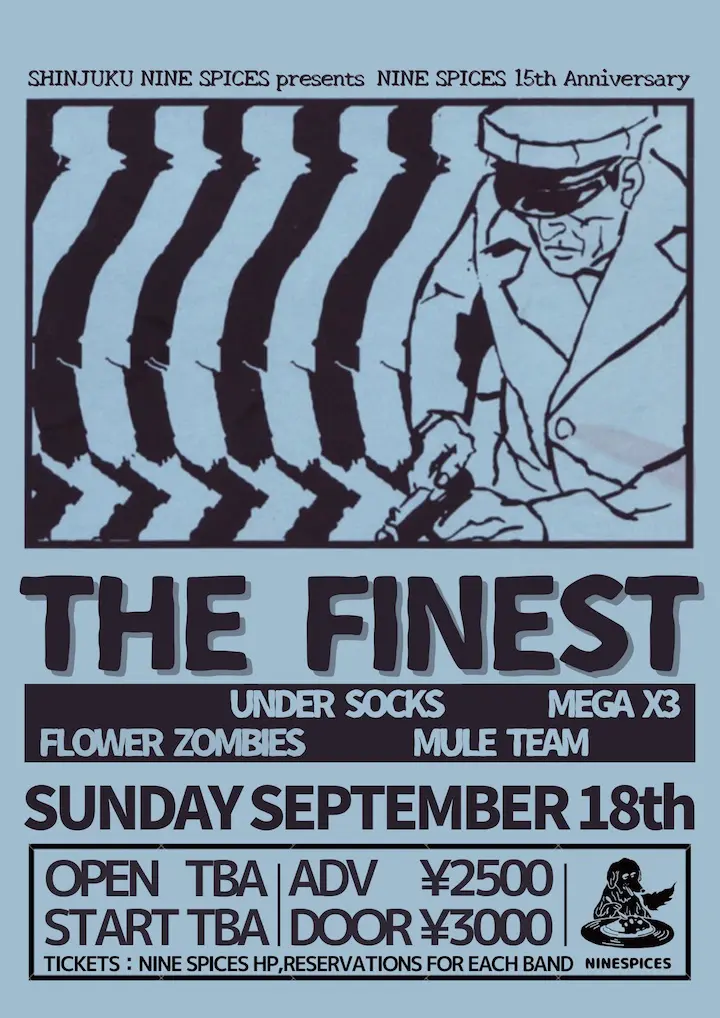 SHINJUKU NINE SPICES presents NINE SPICES 15th Anniversary
THE FINEST
UNDER SOCKS MEGA X3
FLOWER ZOMBIES MULE TEAM
SUNDAY SEPTEMBER 18th
OPEN TBA ADV ¥2500
START TBA DOOR ¥3000
TICKETS：NINE SPICES HP,RESERVATIONS FOR EACH BAND
NINESPICES